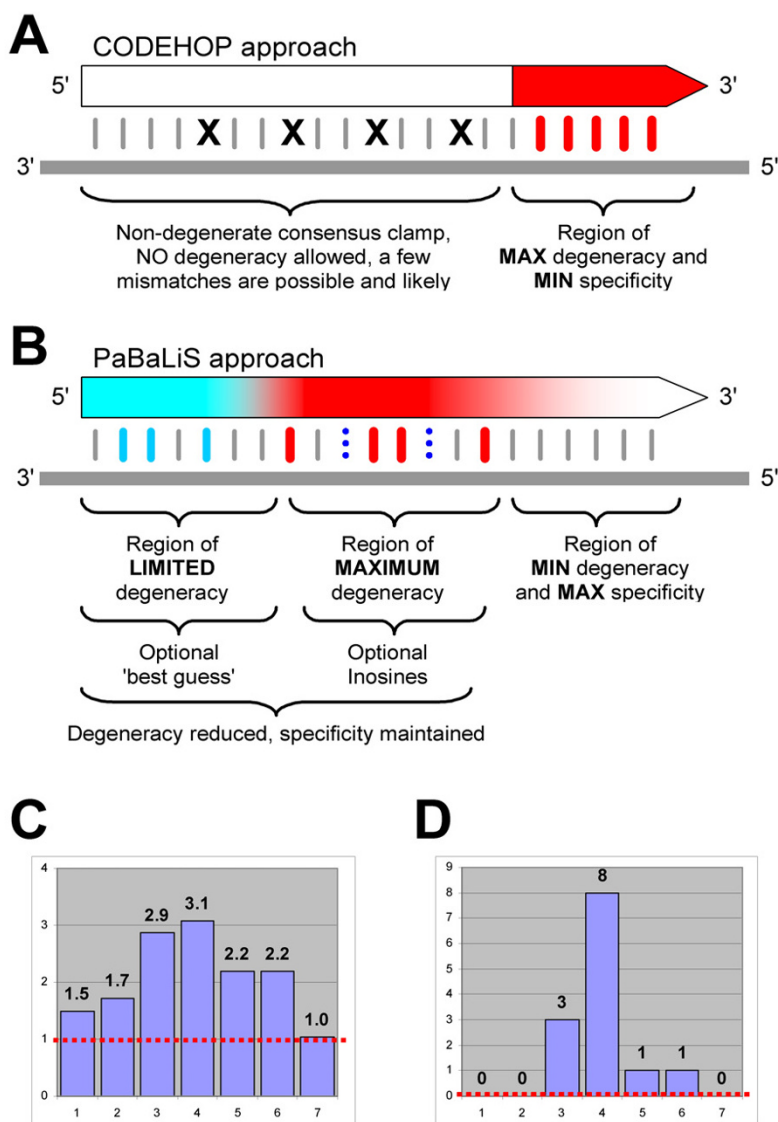 A
CODEHOP approach
5'
3'
X X X X
3'
5'
Non-degenerate consensus clamp,
NO degeneracy allowed, a few
mismatches are possible and likely
Region of
MAX degeneracy and
MIN specificity
B
PaBaLiS approach
5'
3'
3'
5'
Region of
LIMITED
degeneracy
Region of
MAXIMUM
degeneracy
Region of
MIN degeneracy
and MAX specificity
Optional
'best guess'
Optional
Inosines
Degeneracy reduced, specificity maintained
C
4
3
2
1
0
1.5
1.7
2.9
3.1
2.2
2.2
1.0
1 2 3 4 5 6 7
D
9
8
7
6
5
4
3
2
1
0
0
0
3
8
1
1
0
1 2 3 4 5 6 7